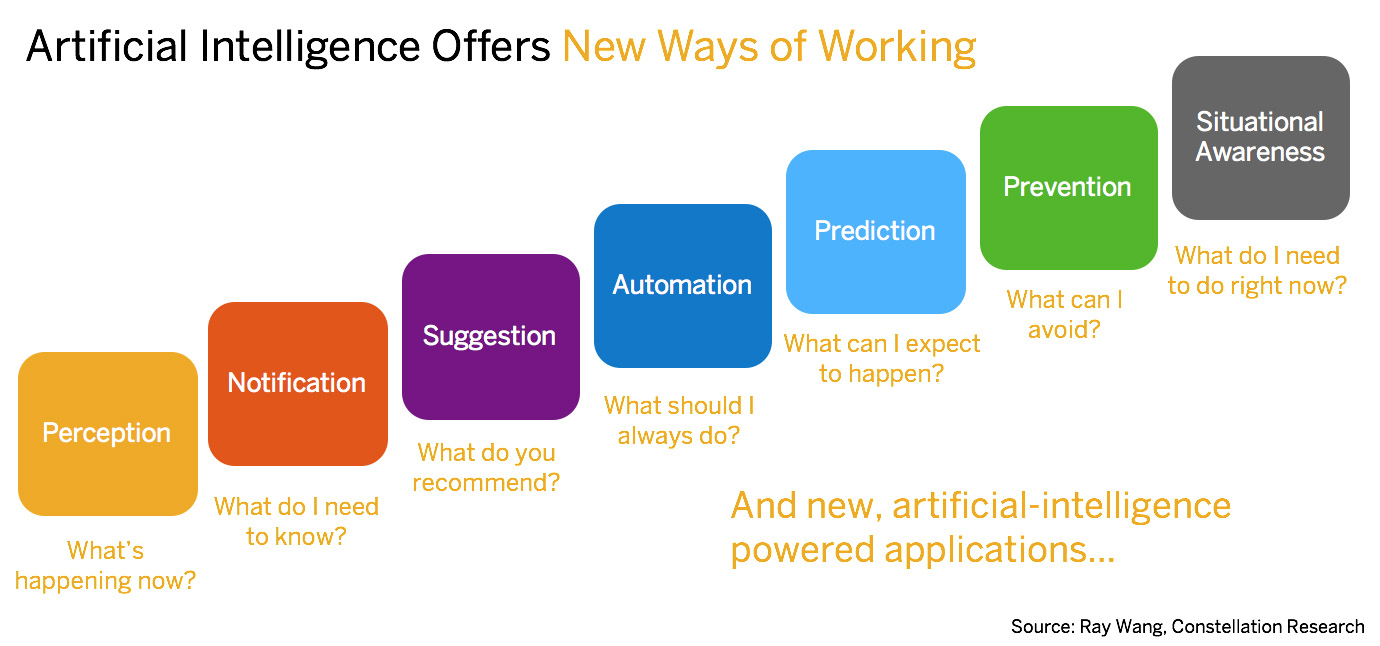 Artificial Intelligence Offers New Ways of Working
Perception
What's
happening now?
Notification
What do I need
to know?
Suggestion
What do you
recommend?
Automation
What should I
always do?
Prediction
What can I expect
to happen?
Prevention
What can I
avoid?
Situational
Awareness
What do I need
to do right now?
And new, artificial-intelligence
powered applications...
Source: Ray Wang, Constellation Research